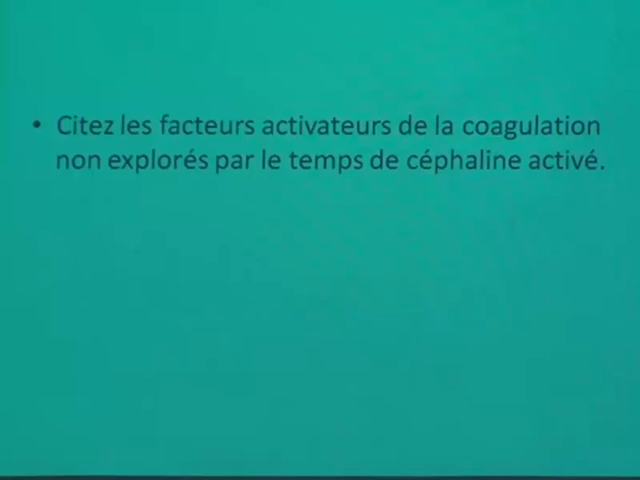 • Citez les facteurs activateurs de la coagulation
non explorés par le temps de céphaline activé.